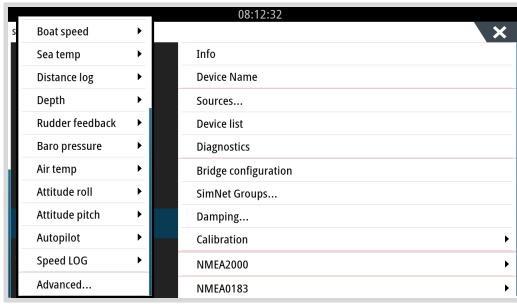 08:12:32
s
Boat speed
Sea temp
Distance log
Depth
Rudder feedback
Baro pressure
Air temp
Attitude roll
Attitude pitch
Autopilot
Speed LOG
Advanced...
Info
Device Name
Sources...
Device list
Diagnostics
Bridge configuration
SimNet Groups...
Damping...
Calibration
NMEA2000
NMEA0183